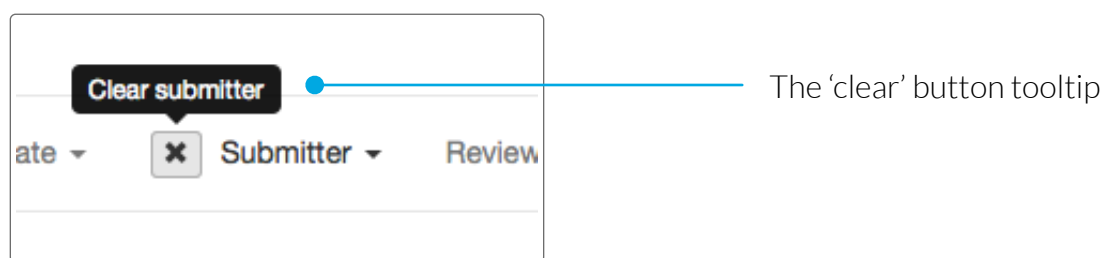 Clear submitter
The ‘clear’ button tooltip
ate Submitter Review